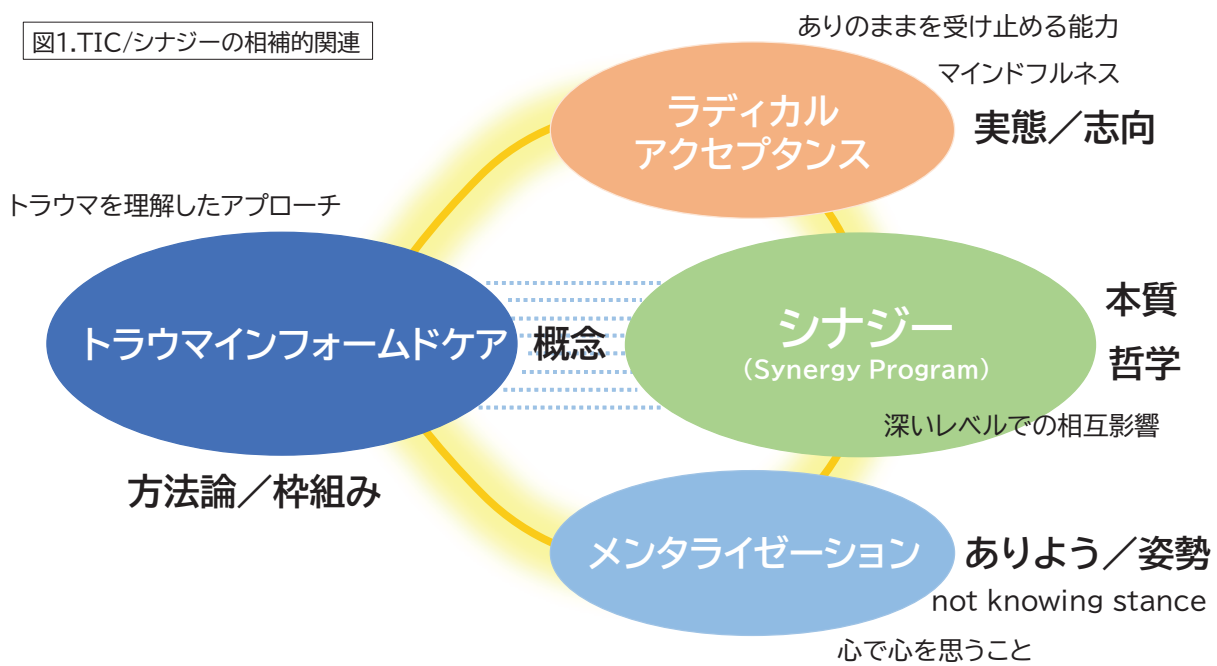 図1.TIC/シナジーの相補的関連
ありのままを受け止める能力
マインドフルネス
ラディカル
アクセプタンス
実態／志向
トラウマを理解したアプローチ
トラウマインフォームドケア
概念
シナジー
（Synergy Program）
本質
哲学
深いレベルでの相互影響
方法論／枠組み
メンタライゼーション
ありよう／姿勢
not knowing stance
心で心を思うこと